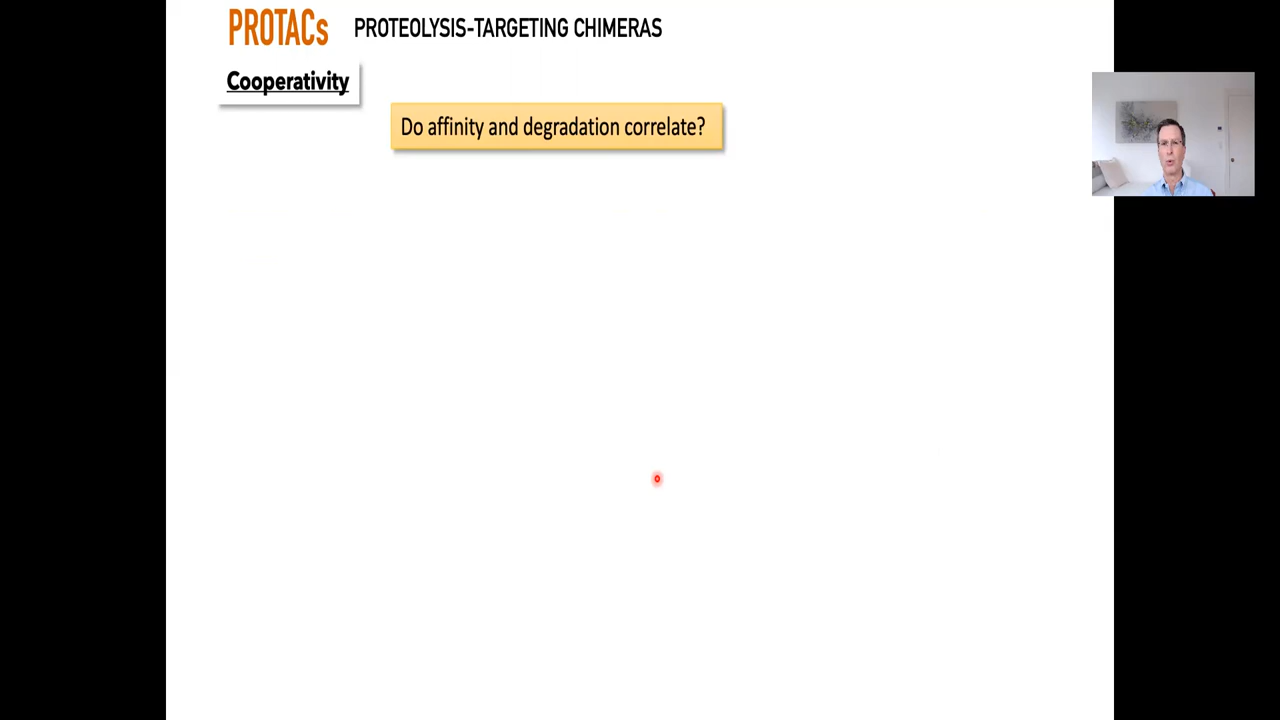 PROTACs PROTEOLYSIS-TARGETING CHIMERAS
Cooperativity
Do affinity and degradation correlate?